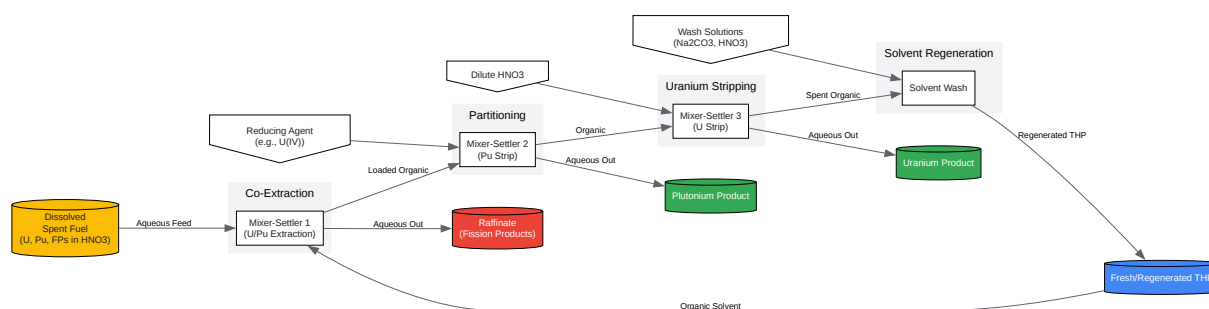 Wash Solutions
(Na2CO3, HNO3)
Solvent Regeneration
Solvent Wash
Dilute HNO3
Uranium Stripping
Spent Organic
Mixer-Settler 3
(U Strip)
Partitioning
Organic
Aqueous Out
Regenerated THP
Reducing Agent
(e.g., U(IV))
Mixer-Settler 2
(Pu Strip)
Aqueous Out
Uranium Product
Loaded Organic
Plutonium Product
Co-Extraction
Dissolved
Spent Fuel
(U, Pu, FPs in HNO3)
Aqueous Feed
Mixer-Settler 1
(U/Pu Extraction)
Aqueous Out
Raffinate
(Fission Products)
Fresh/Regenerated TH
Organic Solvent